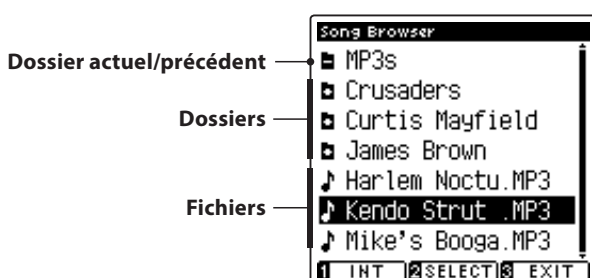 Song Browser
Dossier actuel/précédent
MP3s
Dossiers
Crusaders
Curtis Mayfield
James Brown
Fichiers
Harlem Noctu.MP3
Kendo Strut .MP3
Mike's Booga.MP3
1 INT 2 SELECT 3 EXIT